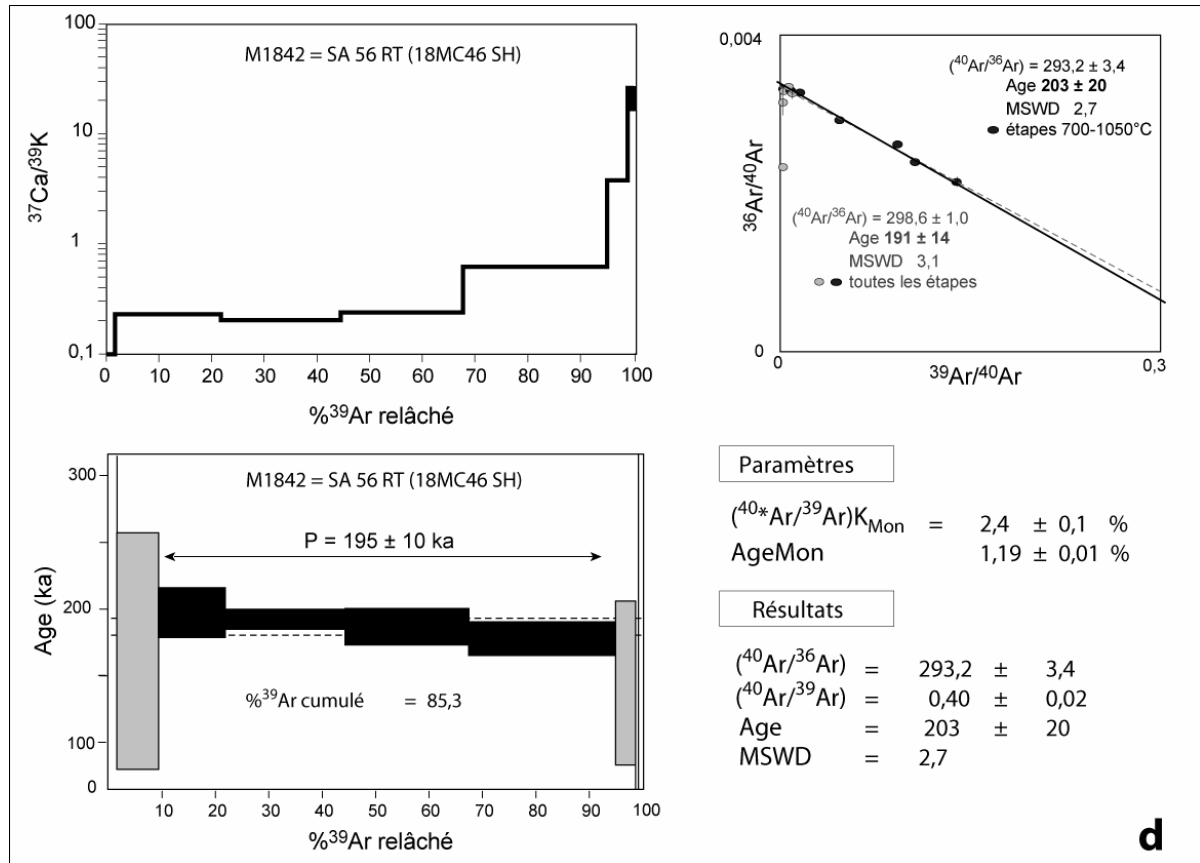 M1842 = SA 56 RT (18MC46 SH)
³⁷Ca/³⁹K
100
10
1
0,1
0 10 20 30 40 50 60 70 80 90 100
%³⁹Ar relâché
0,004
(⁴⁰Ar/³⁶Ar) = 293,2 ± 3,4
Age 203 ± 20
MSWD 2,7
étapes 700-1050°C
³⁶Ar/⁴⁰Ar
(⁴⁰Ar/³⁶Ar) = 298,6 ± 1,0
Age 191 ± 14
MSWD 3,1
toutes les étapes
0
0 0,3
³⁹Ar/⁴⁰Ar
M1842 = SA 56 RT (18MC46 SH)
P = 195 ± 10 ka
Age (ka)
300
200
100
0
%³⁹Ar cumulé = 85,3
10 20 30 40 50 60 70 80 90 100
%³⁹Ar relâché
Paramètres
(⁴⁰*Ar/³⁹Ar)K_Mon = 2,4 ± 0,1 %
AgeMon 1,19 ± 0,01 %
Résultats
(⁴⁰Ar/³⁶Ar) = 293,2 ± 3,4
(⁴⁰Ar/³⁹Ar) = 0,40 ± 0,02
Age = 203 ± 20
MSWD = 2,7
d